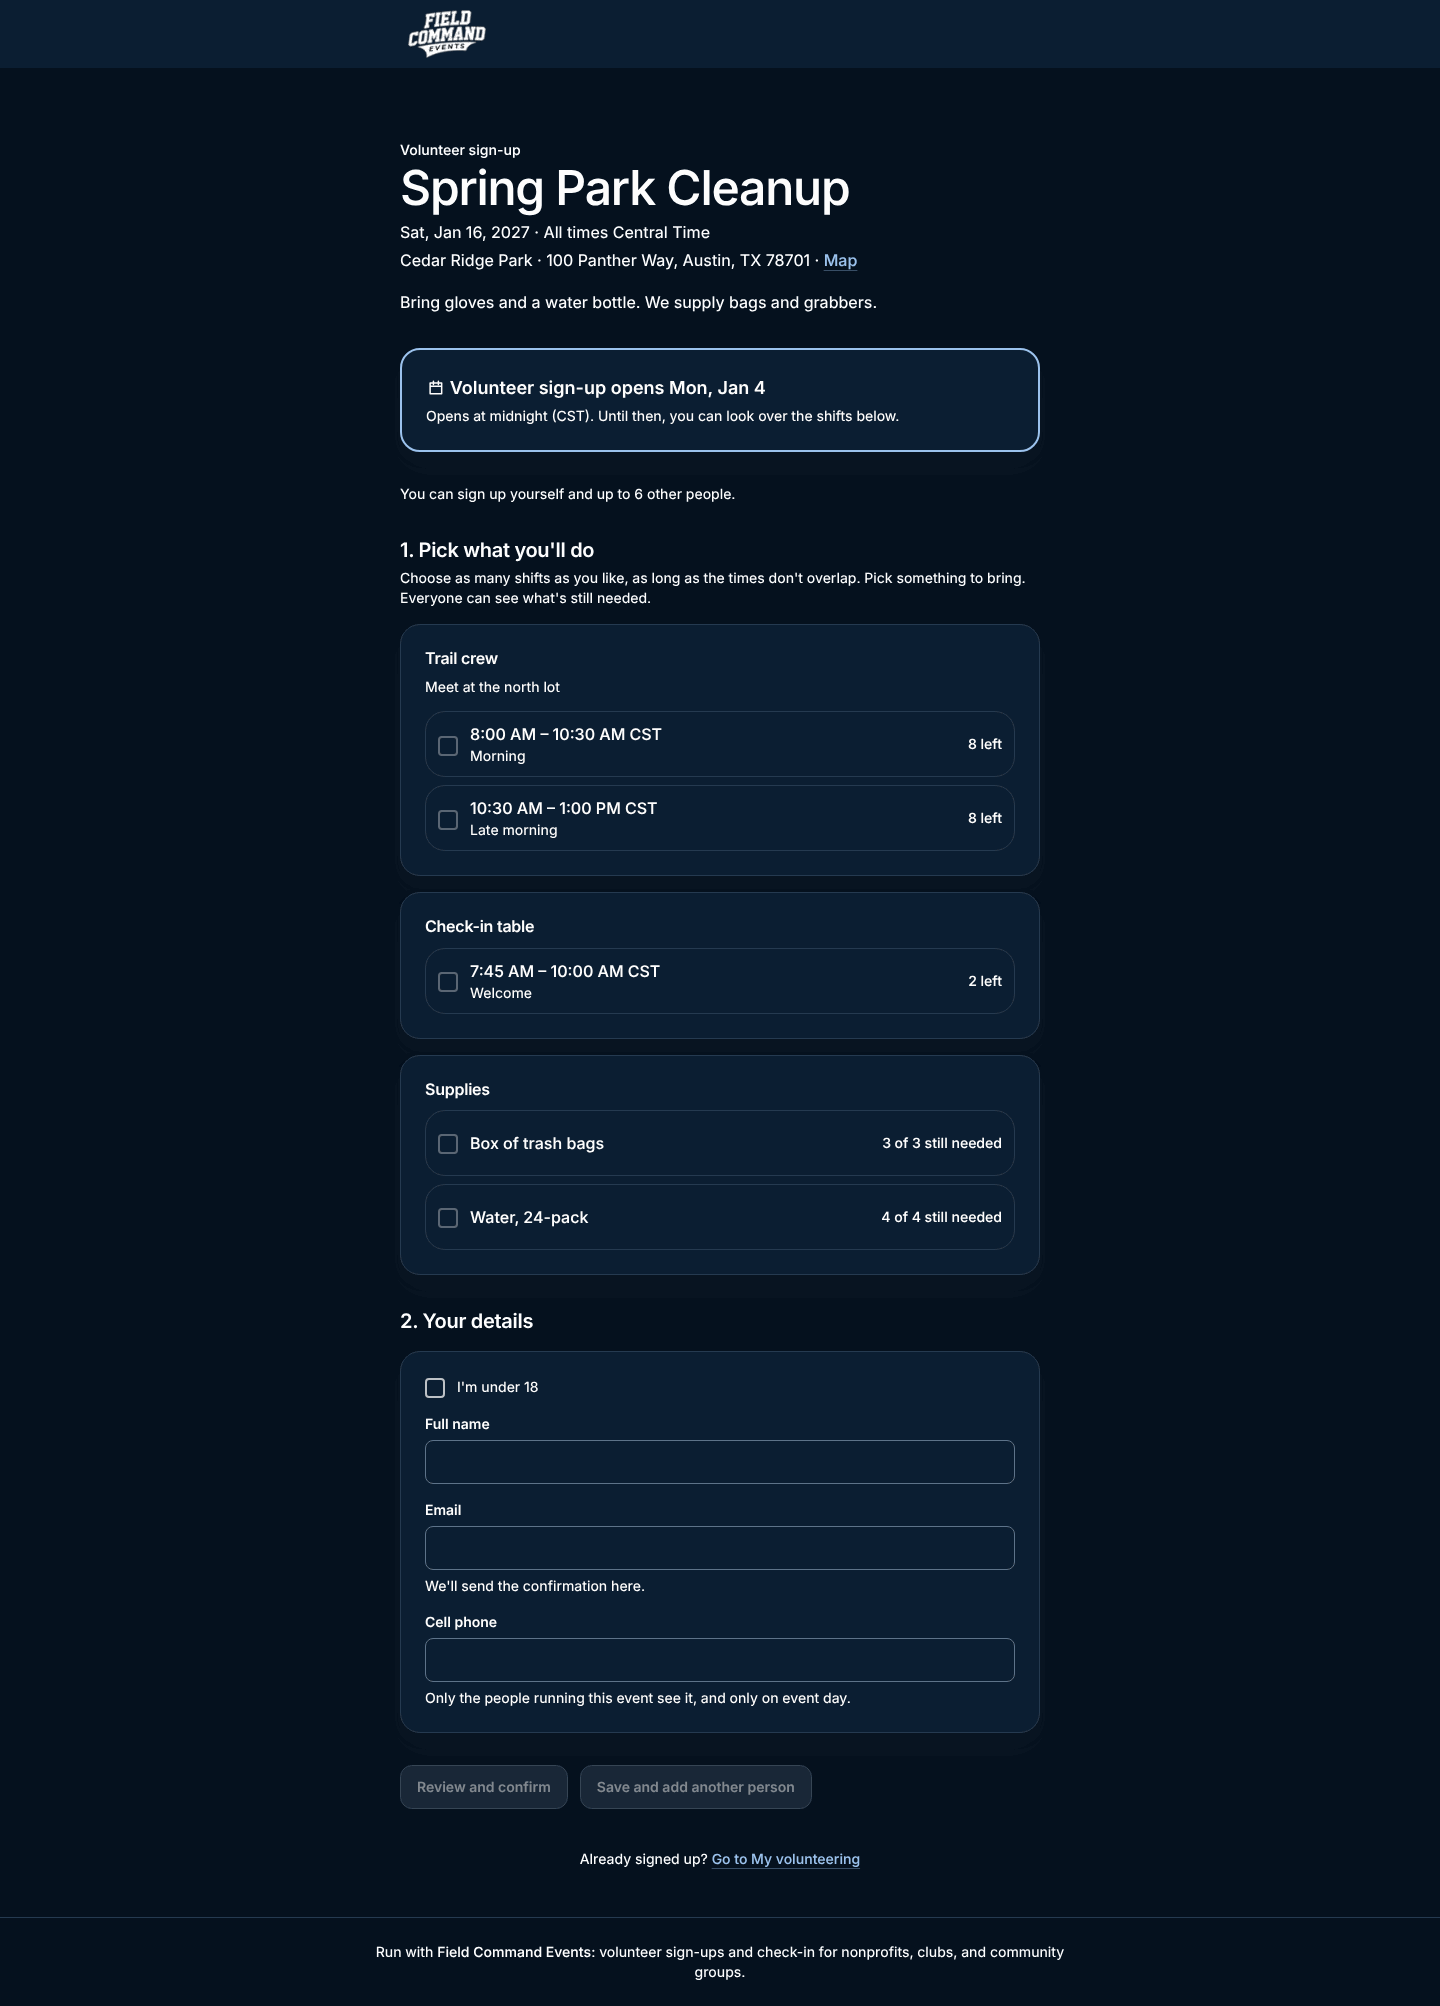 FIELD
COMMAND
EVENTS
Volunteer sign-up
Spring Park Cleanup
Sat, Jan 16, 2027 · All times Central Time
Cedar Ridge Park · 100 Panther Way, Austin, TX 78701 · Map
Bring gloves and a water bottle. We supply bags and grabbers.
Volunteer sign-up opens Mon, Jan 4
Opens at midnight (CST). Until then, you can look over the shifts below.
You can sign up yourself and up to 6 other people.
1. Pick what you'll do
Choose as many shifts as you like, as long as the times don't overlap. Pick something to bring.
Everyone can see what's still needed.
Trail crew
Meet at the north lot
8:00 AM – 10:30 AM CST
Morning
8 left
10:30 AM – 1:00 PM CST
Late morning
8 left
Check-in table
7:45 AM – 10:00 AM CST
Welcome
2 left
Supplies
Box of trash bags
3 of 3 still needed
Water, 24-pack
4 of 4 still needed
2. Your details
I'm under 18
Full name
Email
We'll send the confirmation here.
Cell phone
Only the people running this event see it, and only on event day.
Review and confirm
Save and add another person
Already signed up? Go to My volunteering
Run with Field Command Events: volunteer sign-ups and check-in for nonprofits, clubs, and community
groups.